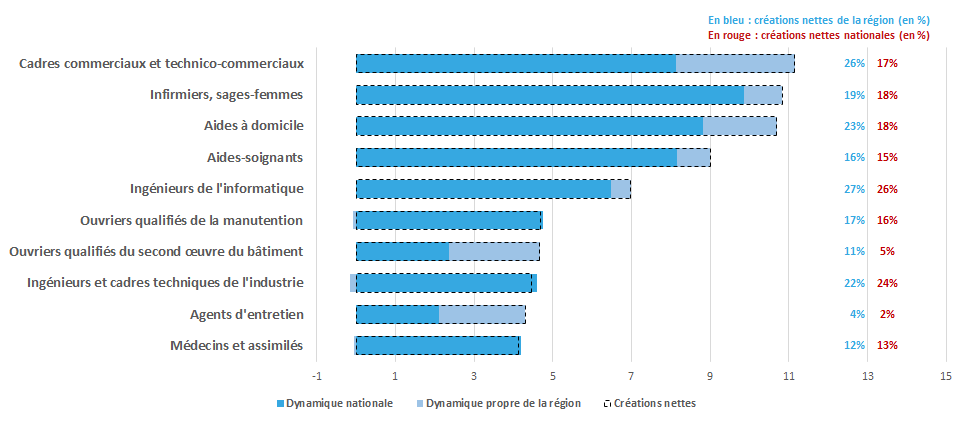 En bleu : créations nettes de la région (en %)
En rouge : créations nettes nationales (en %)
Cadres commerciaux et technico-commerciaux 26% 17%
Infirmiers, sages-femmes 19% 18%
Aides à domicile 23% 18%
Aides-soignants 16% 15%
Ingénieurs de l'informatique 27% 26%
Ouvriers qualifiés de la manutention 17% 16%
Ouvriers qualifiés du second œuvre du bâtiment 11% 5%
Ingénieurs et cadres techniques de l'industrie 22% 24%
Agents d'entretien 4% 2%
Médecins et assimilés 12% 13%
-1 1 3 5 7 9 11 13 15
Dynamique nationale Dynamique propre de la région Créations nettes